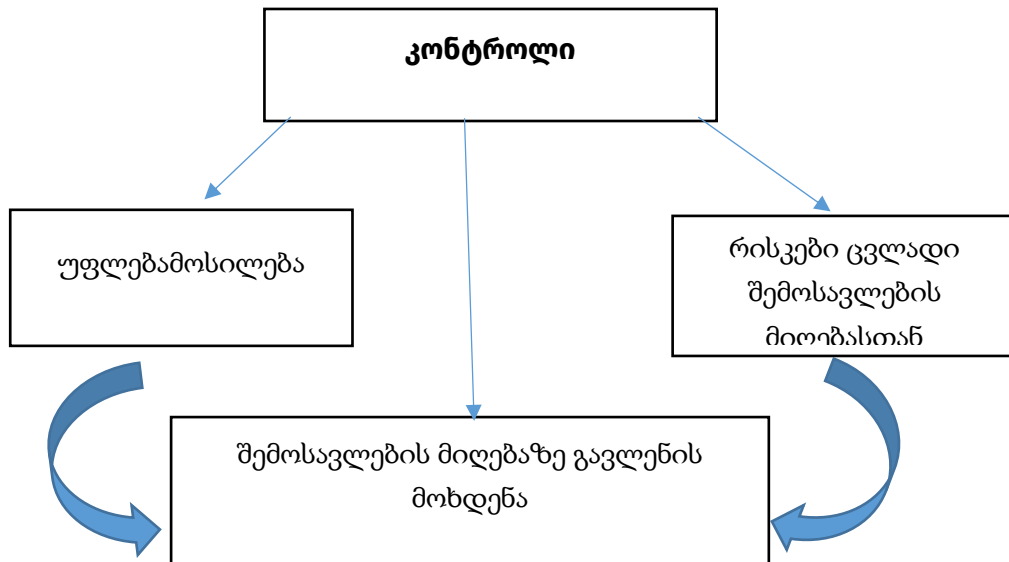 კონტროლი
უფლებამოსილება
რისკები ცვლადი
შემოსავლების
მიღებასთან
შემოსავლების მიღებაზე გავლენის
მოხდენა